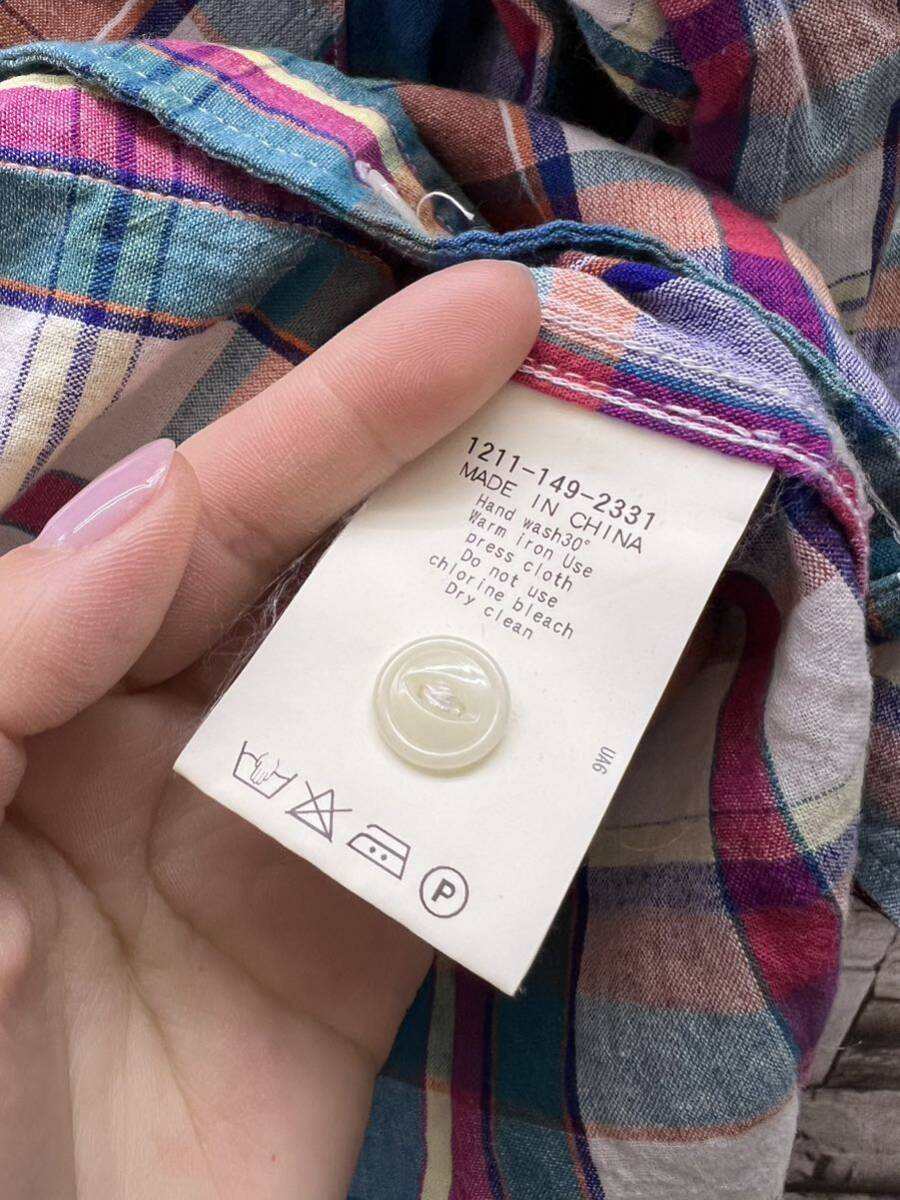 1211-149-2331
MADE IN CHINA
Hand wash30°
Warm iron Use
press cloth
Do not use
chlorine bleach
Dry clean
UA6
P